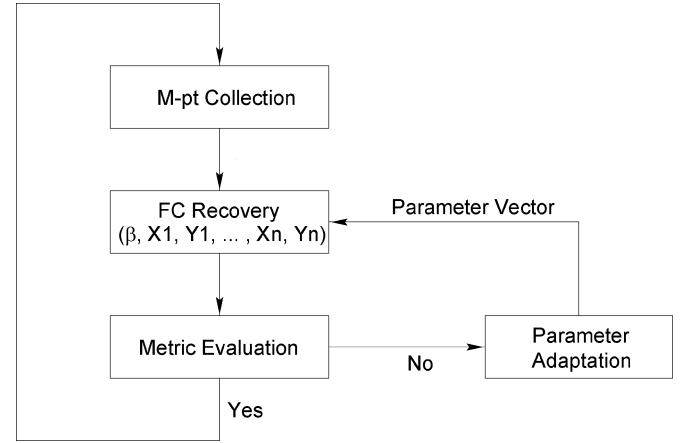 M-pt Collection
FC Recovery
(β, X1, Y1, ... , Xn, Yn)
Parameter Vector
Metric Evaluation
No
Parameter
Adaptation
Yes